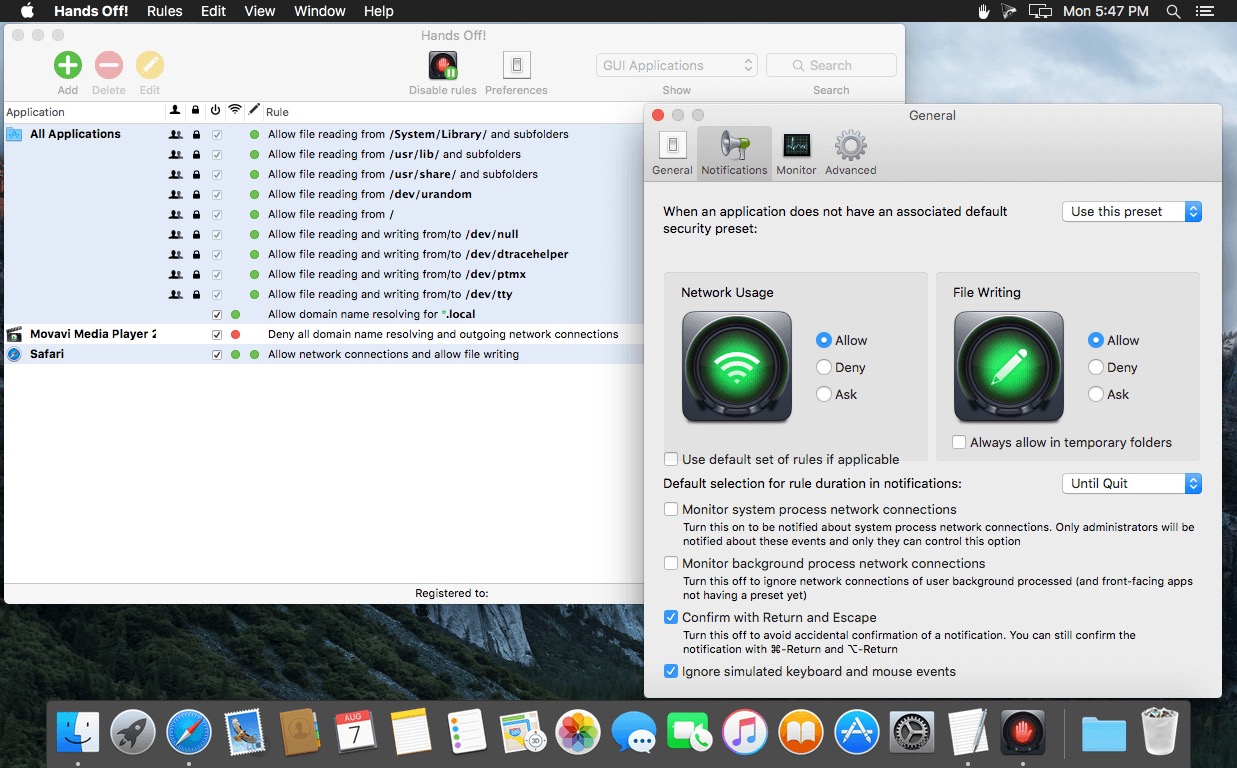 Hands Off! Rules Edit View Window Help Mon 5:47 PM
Hands Off!
GUI Applications Search
Add Delete Edit Disable rules Preferences Show Search
Application Rule
All Applications Allow file reading from /System/Library/ and subfolders
Allow file reading from /usr/lib/ and subfolders
Allow file reading from /usr/share/ and subfolders
Allow file reading from /dev/urandom
Allow file reading from /
Allow file reading and writing from/to /dev/null
Allow file reading and writing from/to /dev/dtracehelper
Allow file reading and writing from/to /dev/ptmx
Allow file reading and writing from/to /dev/tty
Allow domain name resolving for *.local
Movavi Media Player 2 Deny all domain name resolving and outgoing network connections
Safari Allow network connections and allow file writing
Registered to:
General
General Notifications Monitor Advanced
When an application does not have an associated default
security preset:
Use this preset
Network Usage
Allow
Deny
Ask
File Writing
Allow
Deny
Ask
Always allow in temporary folders
Use default set of rules if applicable
Default selection for rule duration in notifications: Until Quit
Monitor system process network connections
Turn this on to be notified about system process network connections. Only administrators will be
notified about these events and only they can control this option
Monitor background process network connections
Turn this off to ignore network connections of user background processed (and front-facing apps
not having a preset yet)
Confirm with Return and Escape
Turn this off to avoid accidental confirmation of a notification. You can still confirm the
notification with ⌘-Return and ⌥-Return
Ignore simulated keyboard and mouse events
AUG
7
3D